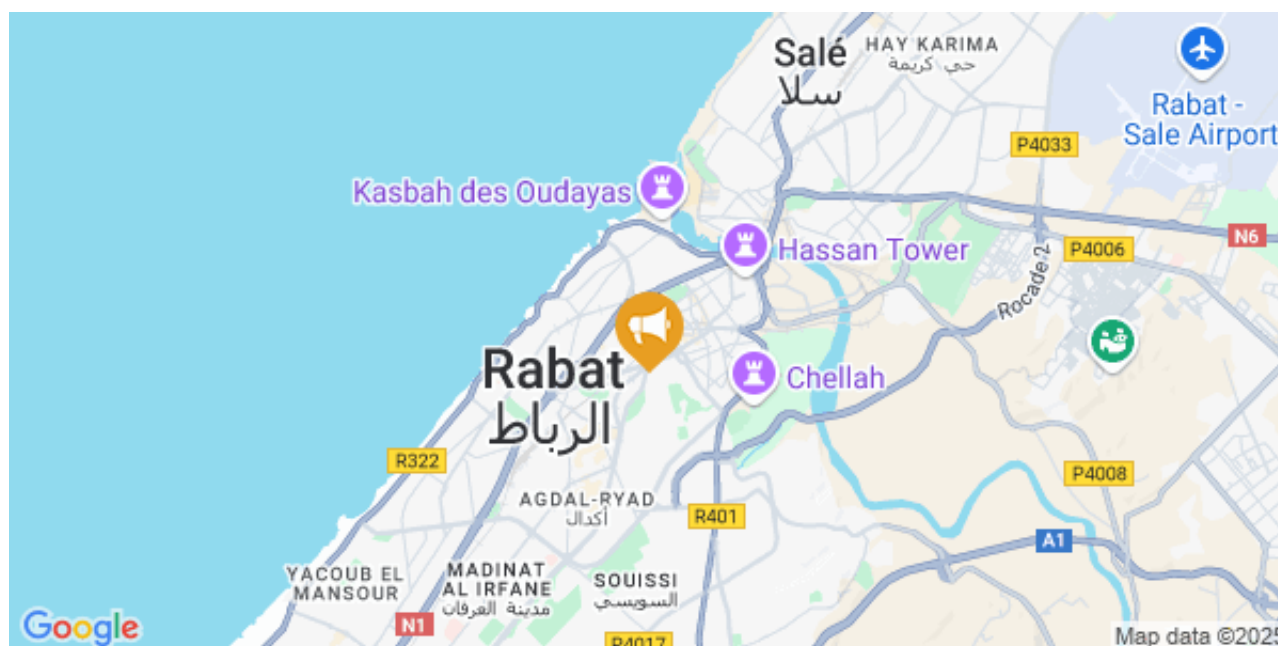 Salé
سلا
HAY KARIMA
حي كريمة
Rabat -
Sale Airport
P4033
Kasbah des Oudayas
Hassan Tower
N6
P4006
Rocade 2
Rabat
الرباط
Chellah
R322
P4008
AGDAL-RYAD
أكدال
R401
A1
YACOUB EL
MANSOUR
MADINAT
AL IRFANE
مدينة العرفان
SOUISSI
السويسي
N1
P4017
Google
Map data ©2025